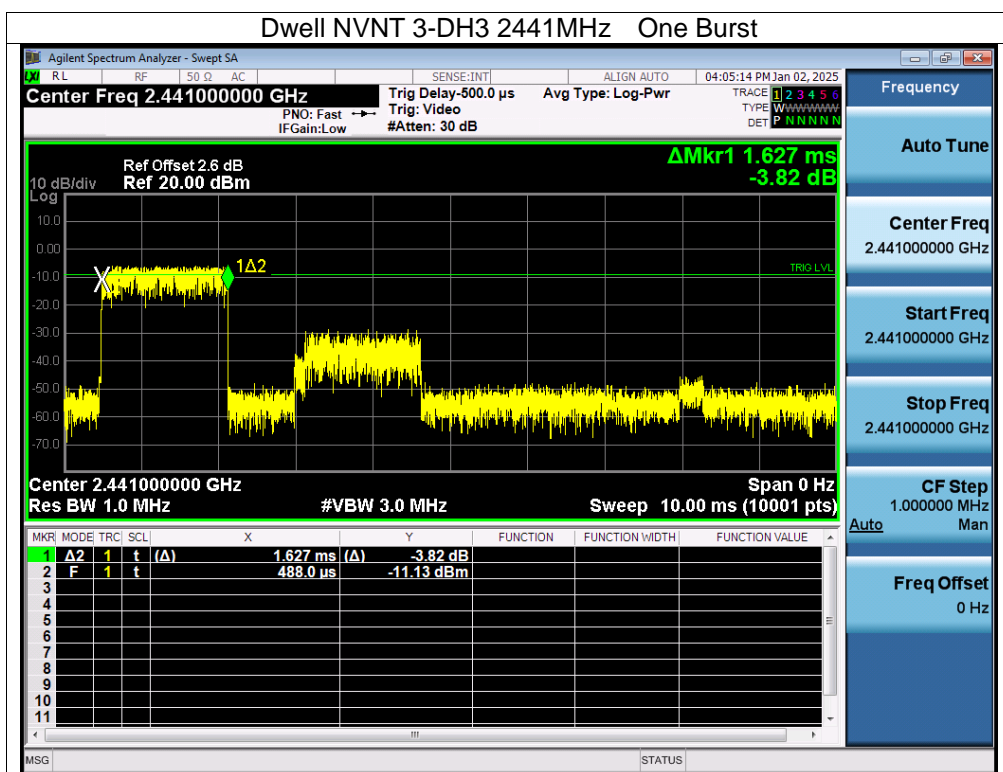 Dwell NVNT 3-DH3 2441MHz One Burst
Agilent Spectrum Analyzer - Swept SA
LXI RL RF 50 Ω AC SENSE:INT ALIGN AUTO 04:05:14 PM Jan 02, 2025
Center Freq 2.441000000 GHz
PNO: Fast
IFGain:Low
Trig Delay-500.0 µs
Trig: Video
#Atten: 30 dB
Avg Type: Log-Pwr
TRACE 1 2 3 4 5 6
TYPE WWWWWW
DET P NNNNN
Frequency
ΔMkr1 1.627 ms
-3.82 dB
Ref Offset 2.6 dB
10 dB/div Ref 20.00 dBm
Log
10.0
0.00
-10.0
-20.0
-30.0
-40.0
-50.0
-60.0
-70.0
1Δ2
TRIG LVL
Center 2.441000000 GHz Span 0 Hz
Res BW 1.0 MHz #VBW 3.0 MHz Sweep 10.00 ms (10001 pts)
MKR MODE TRC SCL X Y FUNCTION FUNCTION WIDTH FUNCTION VALUE
1 Δ2 1 t (Δ) 1.627 ms (Δ) -3.82 dB
2 F 1 t 488.0 µs -11.13 dBm
3
4
5
6
7
8
9
10
11
Auto Tune
Center Freq
2.441000000 GHz
Start Freq
2.441000000 GHz
Stop Freq
2.441000000 GHz
CF Step
1.000000 MHz
Auto Man
Freq Offset
0 Hz
MSG STATUS